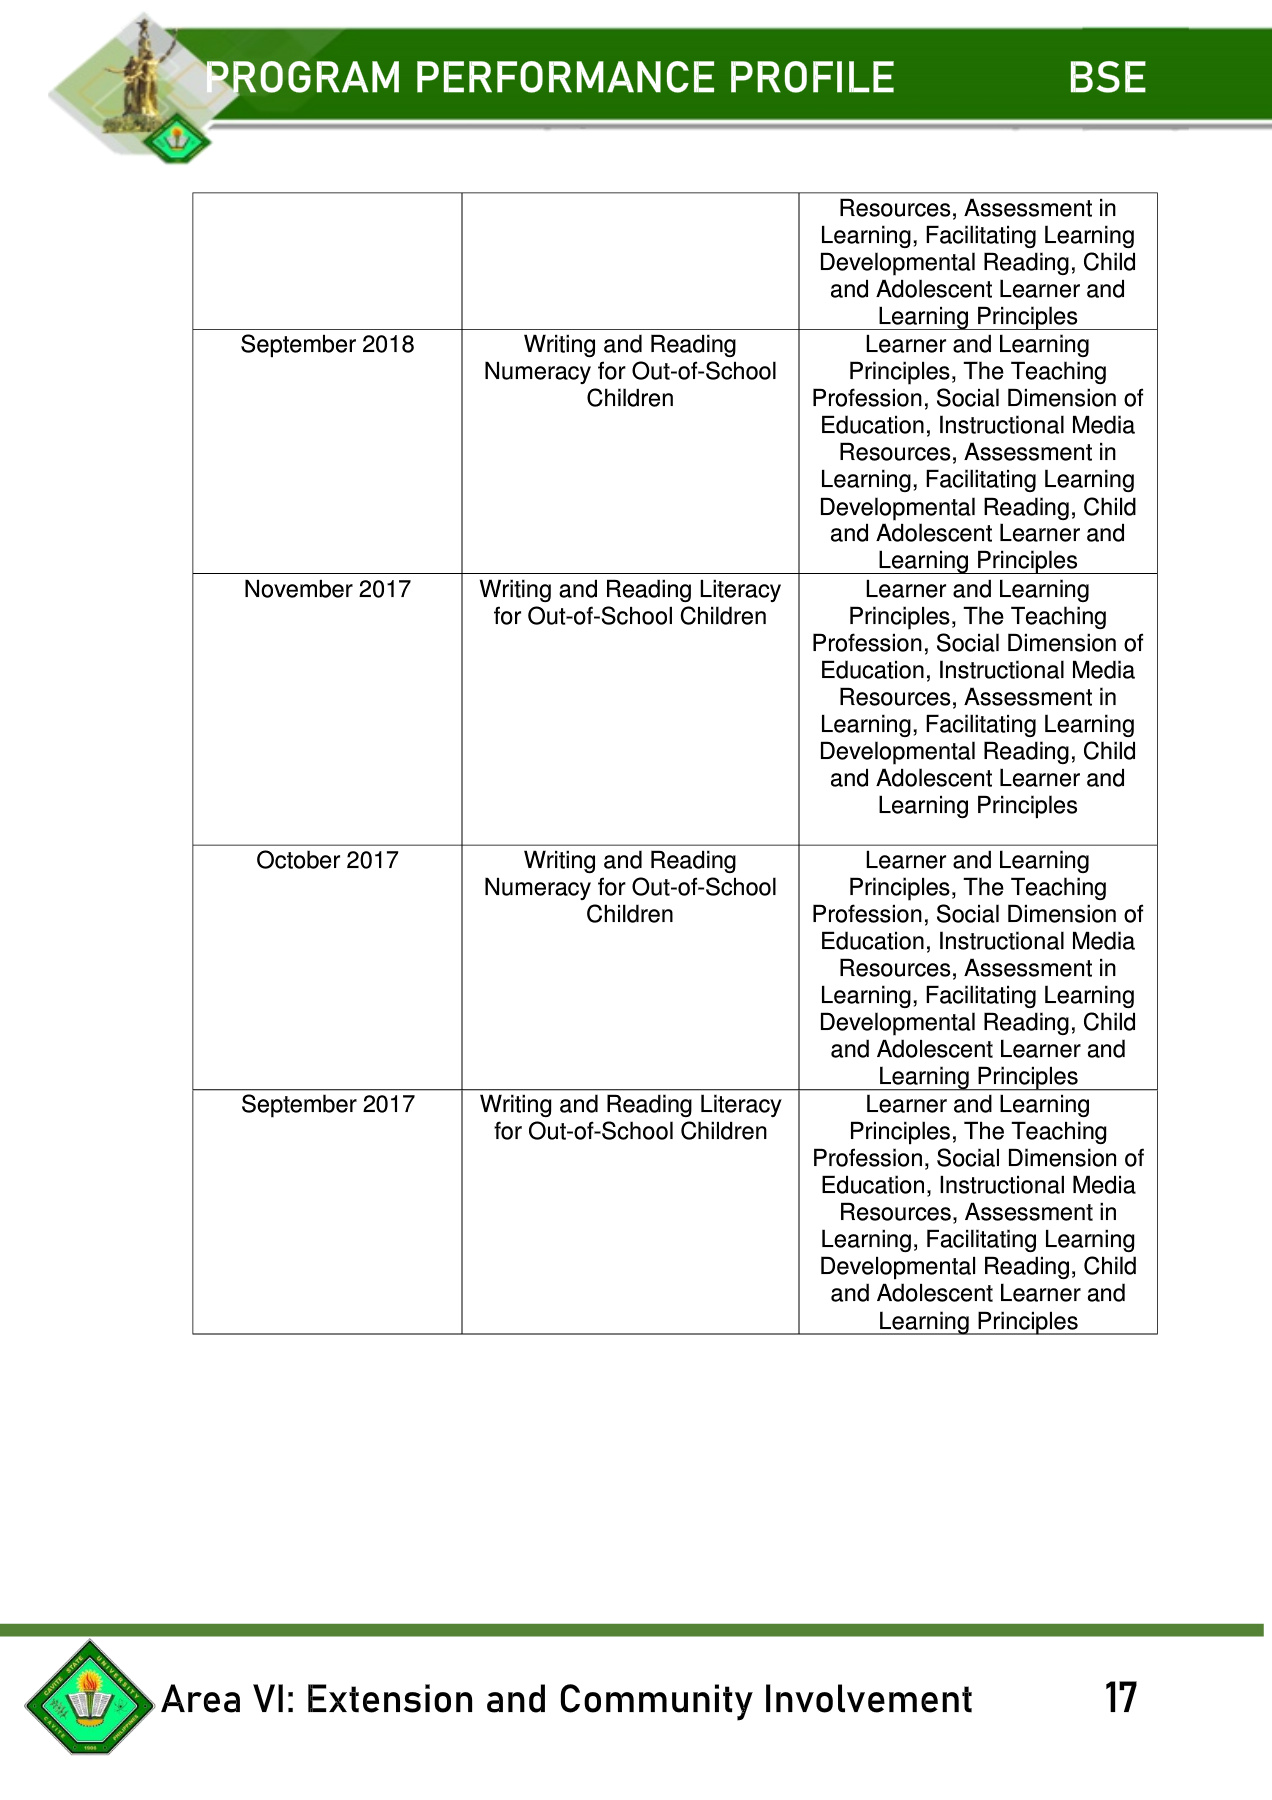 PROGRAM PERFORMANCE PROFILE BSE
Resources, Assessment in
Learning, Facilitating Learning
Developmental Reading, Child
and Adolescent Learner and
Learning Principles
September 2018
Writing and Reading
Numeracy for Out-of-School
Children
Learner and Learning
Principles, The Teaching
Profession, Social Dimension of
Education, Instructional Media
Resources, Assessment in
Learning, Facilitating Learning
Developmental Reading, Child
and Adolescent Learner and
Learning Principles
November 2017
Writing and Reading Literacy
for Out-of-School Children
Learner and Learning
Principles, The Teaching
Profession, Social Dimension of
Education, Instructional Media
Resources, Assessment in
Learning, Facilitating Learning
Developmental Reading, Child
and Adolescent Learner and
Learning Principles
October 2017
Writing and Reading
Numeracy for Out-of-School
Children
Learner and Learning
Principles, The Teaching
Profession, Social Dimension of
Education, Instructional Media
Resources, Assessment in
Learning, Facilitating Learning
Developmental Reading, Child
and Adolescent Learner and
Learning Principles
September 2017
Writing and Reading Literacy
for Out-of-School Children
Learner and Learning
Principles, The Teaching
Profession, Social Dimension of
Education, Instructional Media
Resources, Assessment in
Learning, Facilitating Learning
Developmental Reading, Child
and Adolescent Learner and
Learning Principles
CAVITE STATE UNIVERSITY
CAVITE PHILIPPINES
1906
Area VI: Extension and Community Involvement 17